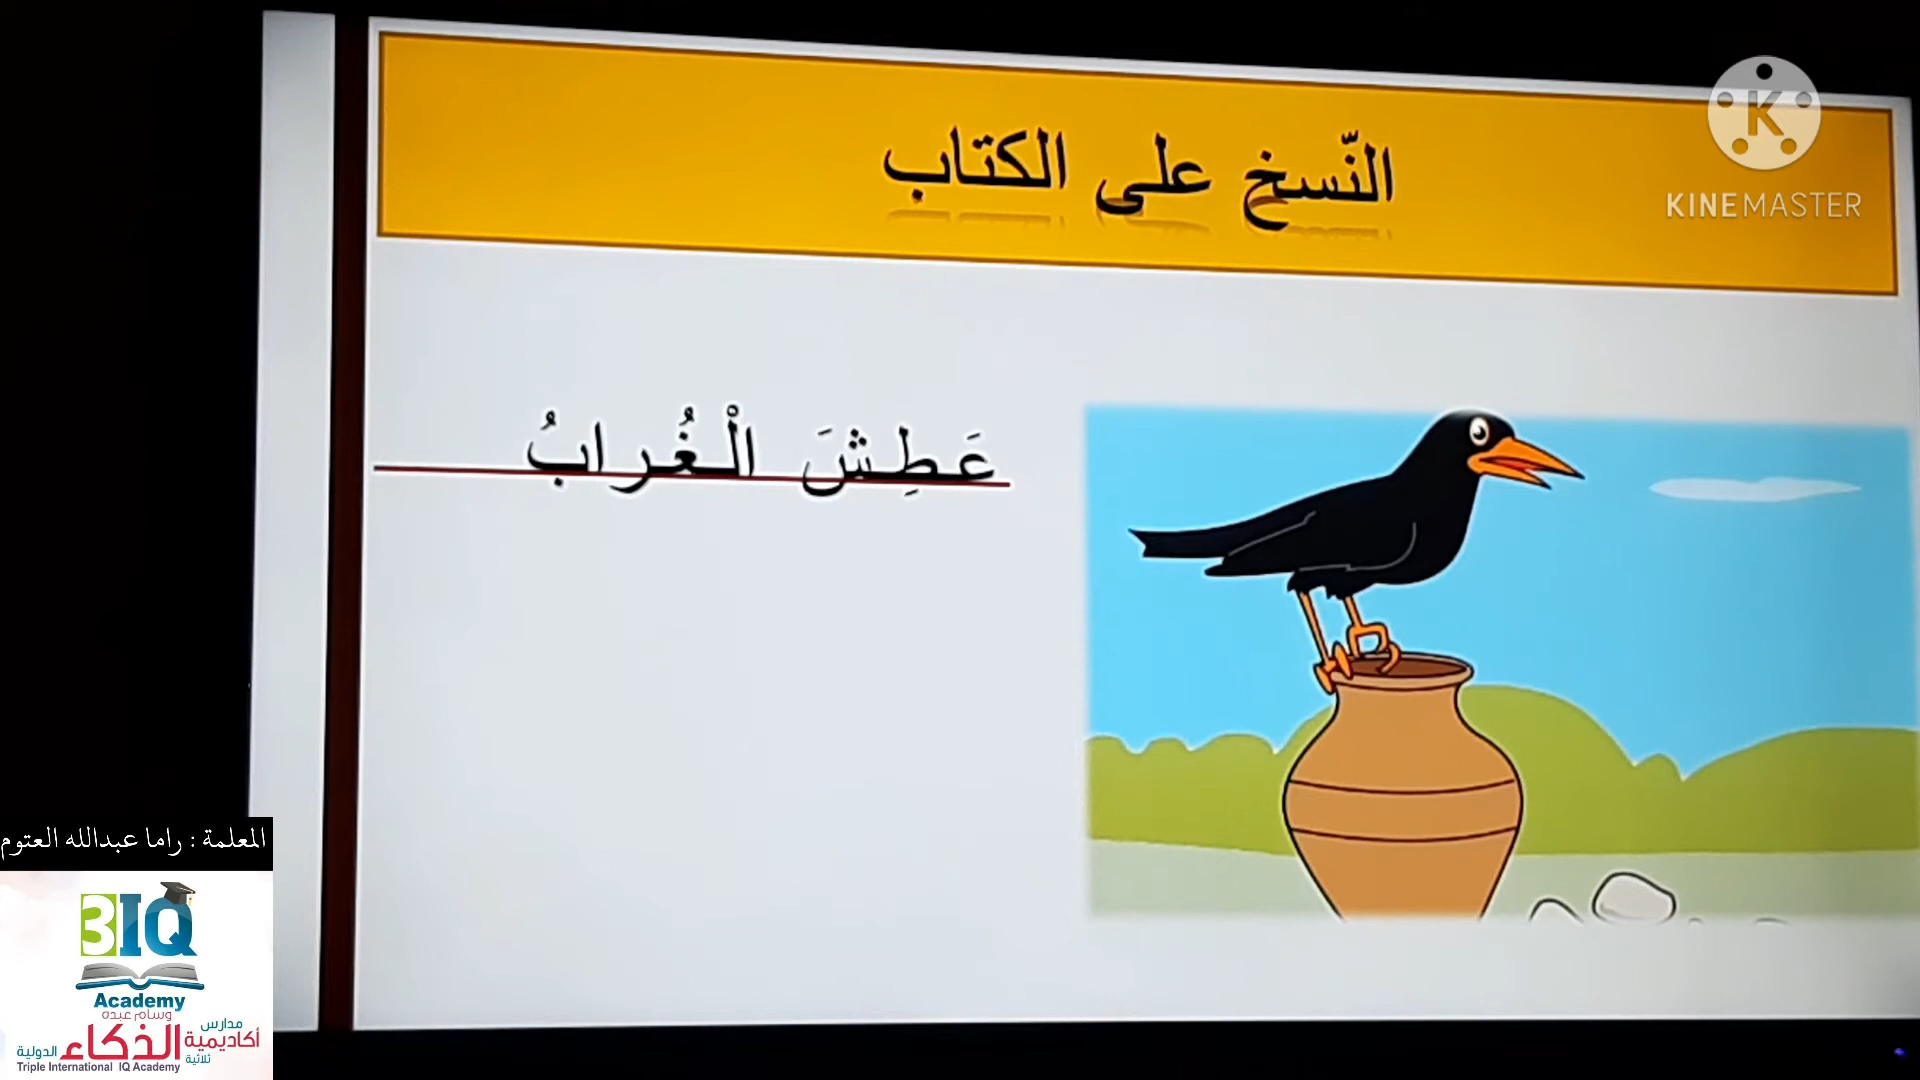 النّسخ على الكتاب
KINEMASTER
عَطِشَ الْغُرابُ
المعلمة : راما عبدالله العتوم
3IQ
Academy
وسام عبده
مدارس
أكاديمية الذكاء الدولية
ثلاثية
Triple International IQ Academy